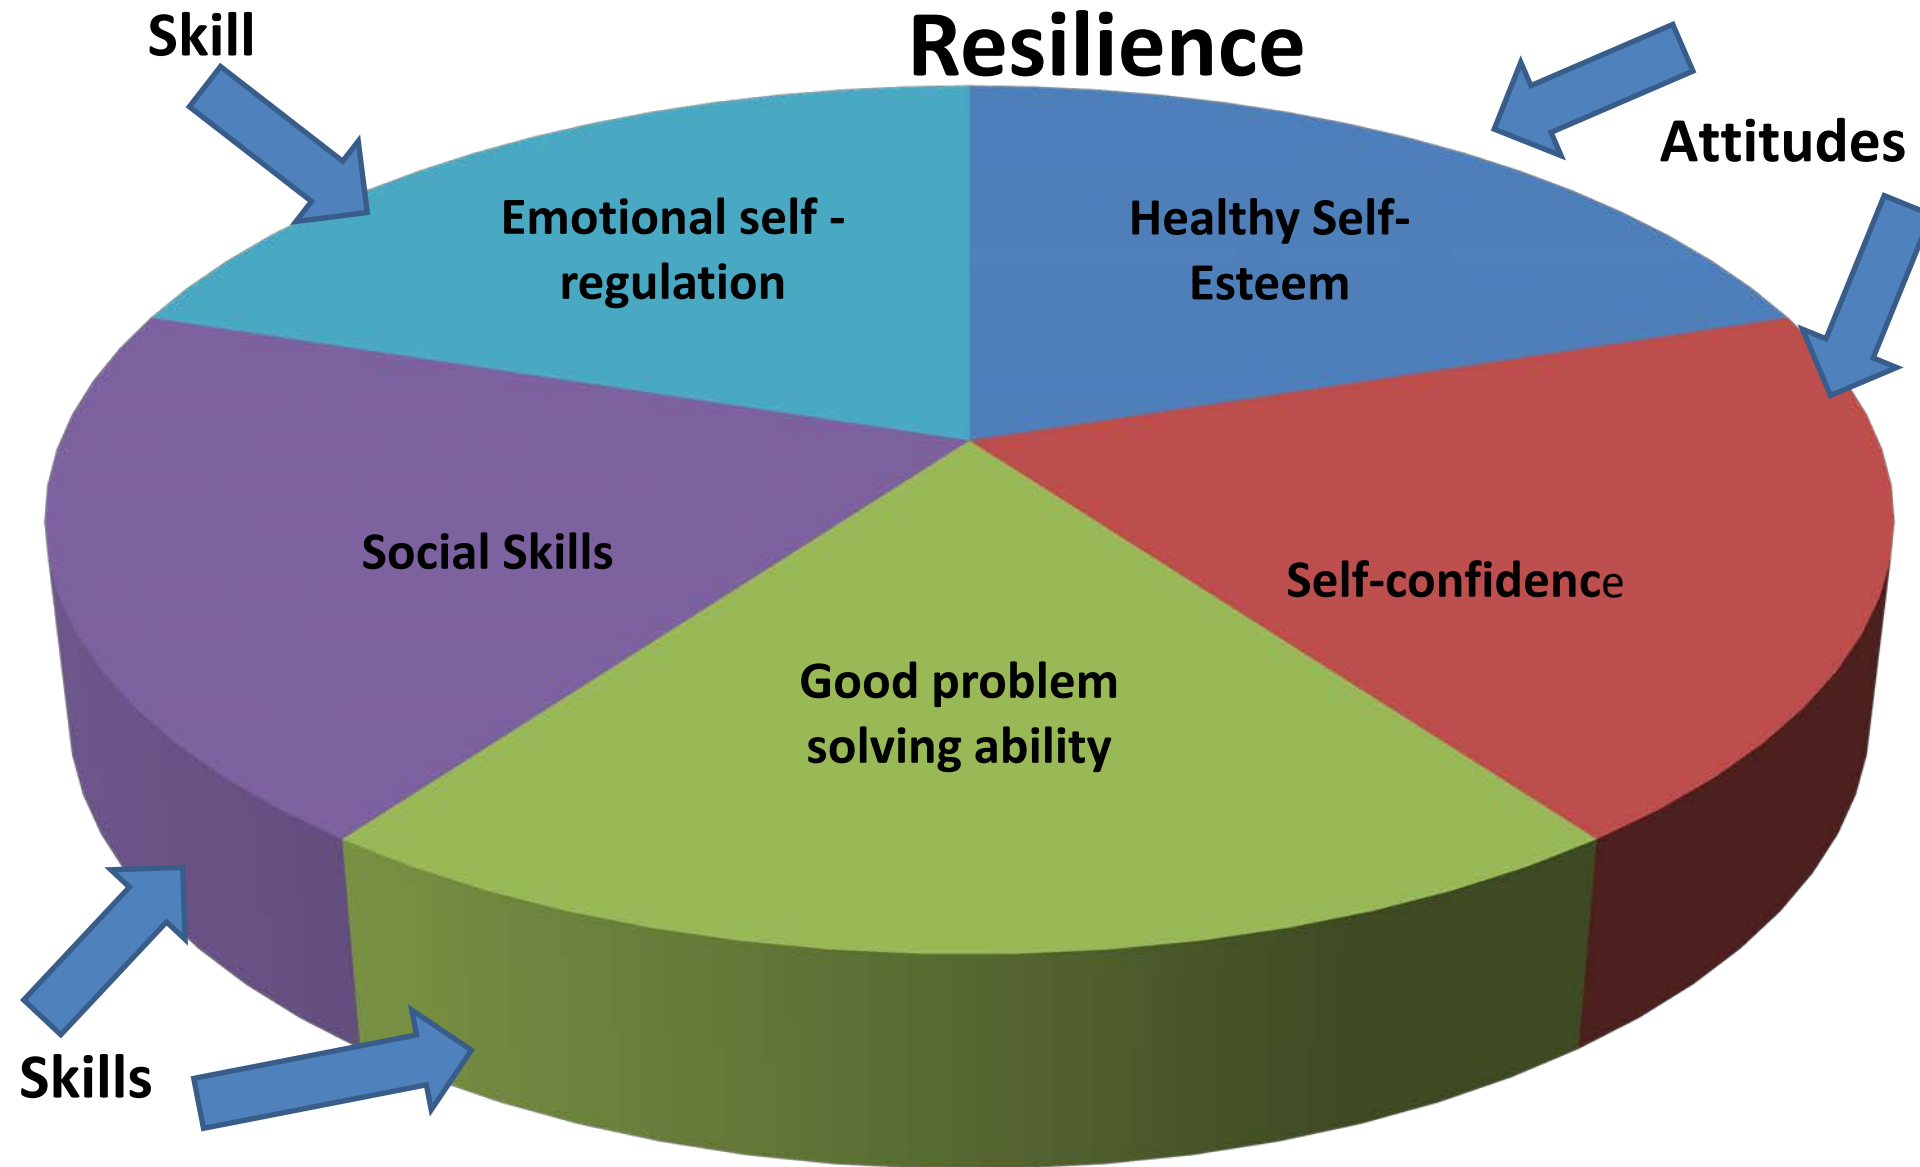 Skill
Resilience
Attitudes
Emotional self -
regulation
Healthy Self-
Esteem
Social Skills
Self-confidence
Good problem
solving ability
Skills